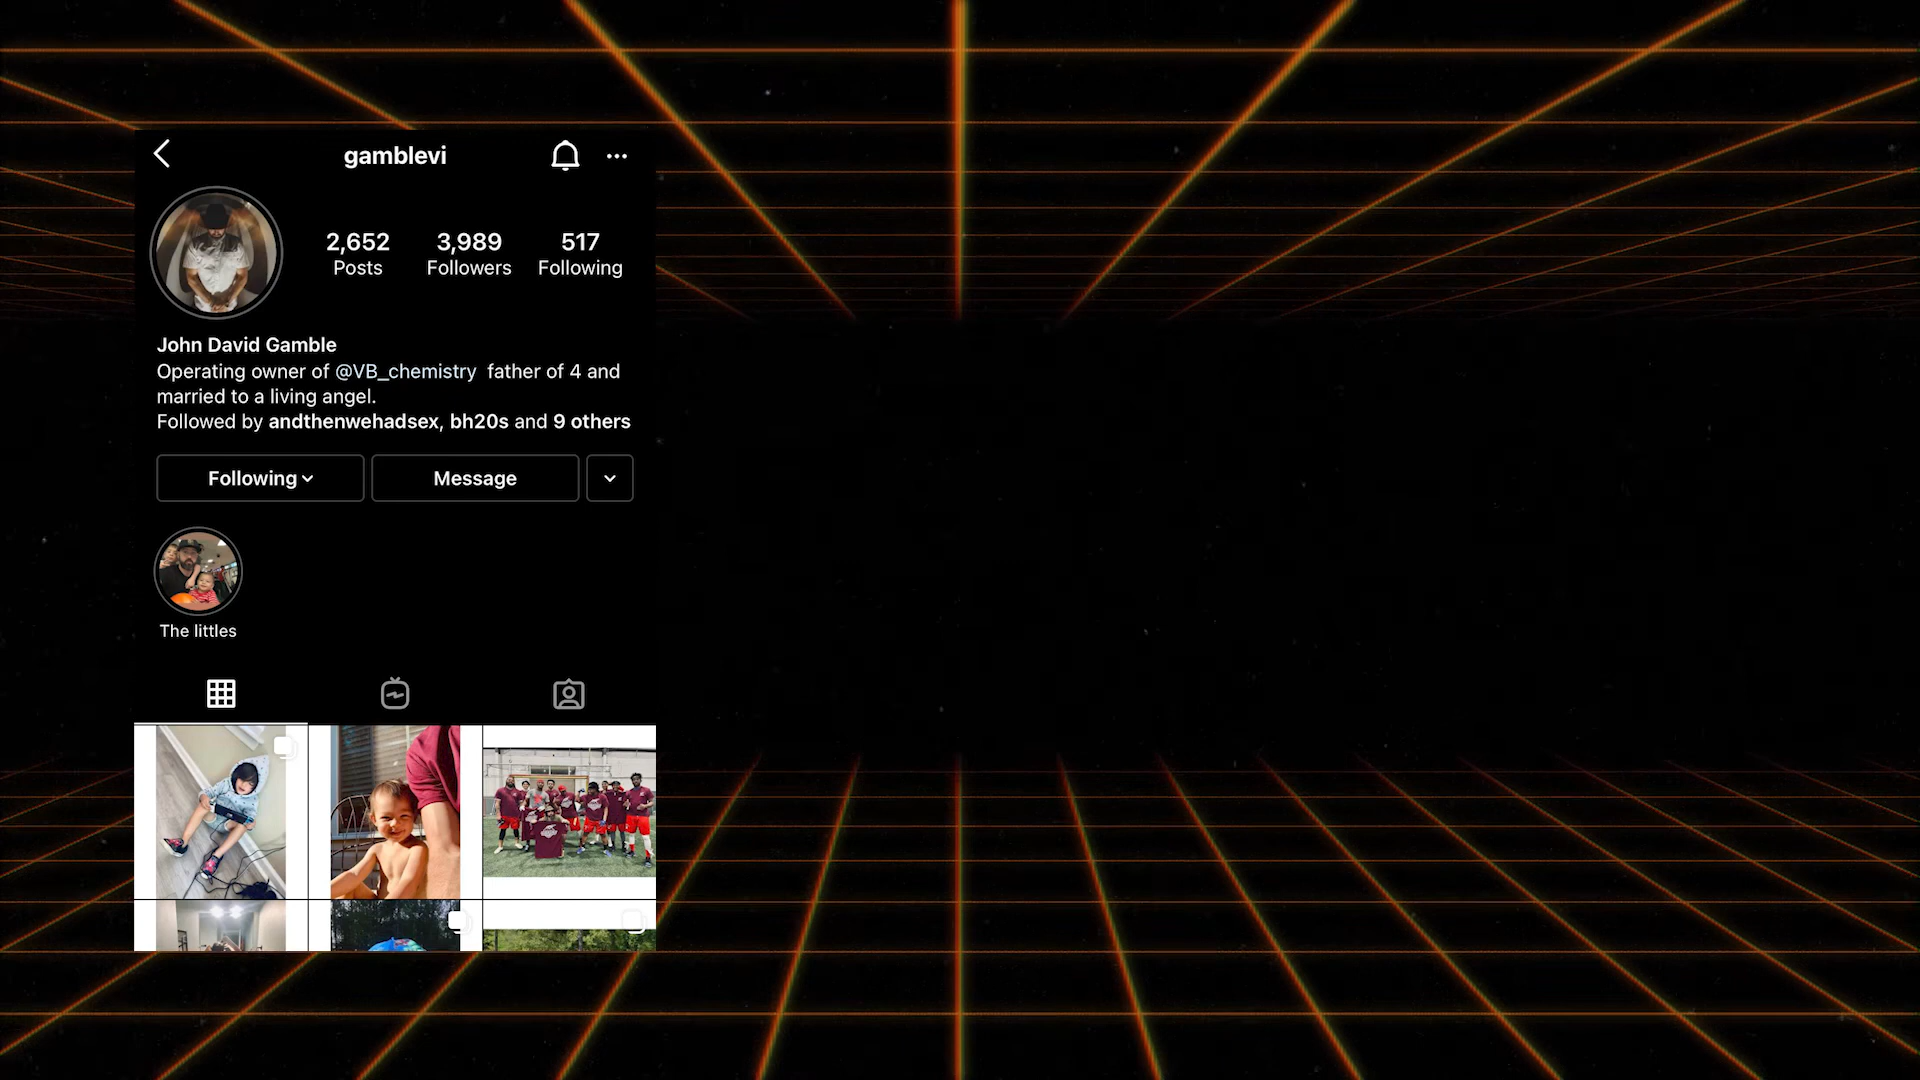 gamblevi
2,652 3,989 517
Posts Followers Following
John David Gamble
Operating owner of @VB_chemistry father of 4 and
married to a living angel.
Followed by andthenwehadsex, bh20s and 9 others
Following Message
The littles